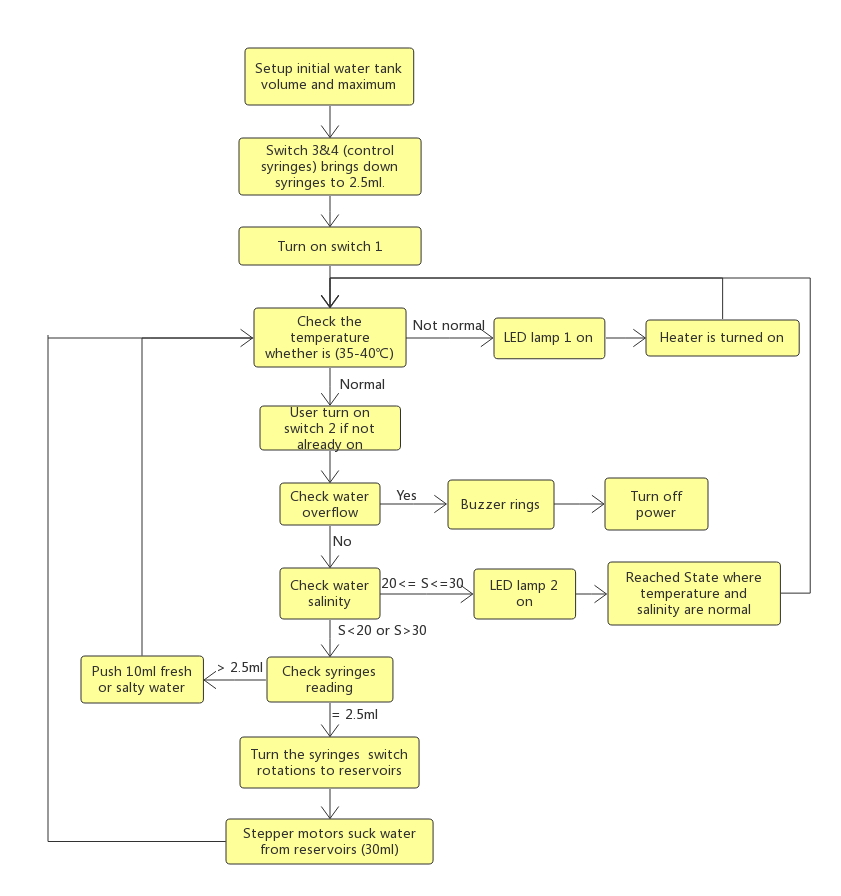 Setup initial water tank
volume and maximum
Switch 3&4 (control
syringes) brings down
syringes to 2.5ml.
Turn on switch 1
Check the
temperature
whether is (35-40℃)
Not normal
LED lamp 1 on
Heater is turned on
Normal
User turn on
switch 2 if not
already on
Check water
overflow
Yes
Buzzer rings
Turn off
power
No
Check water
salinity
20<= S<=30
LED lamp 2
on
Reached State where
temperature and
salinity are normal
S<20 or S>30
Check syringes
reading
> 2.5ml
Push 10ml fresh
or salty water
= 2.5ml
Turn the syringes  switch
rotations to reservoirs
Stepper motors suck water
from reservoirs (30ml)